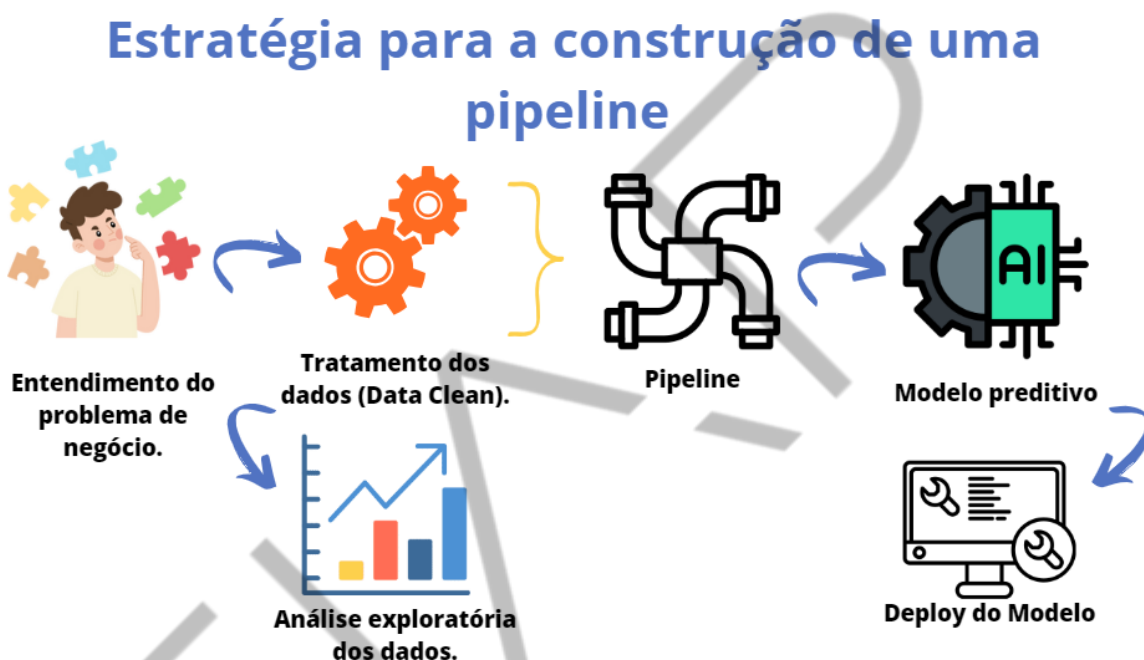 Estratégia para a construção de uma
pipeline
AI
Entendimento do
problema de
negócio.
Tratamento dos
dados (Data Clean).
Pipeline
Modelo preditivo
Análise exploratória
dos dados.
Deploy do Modelo